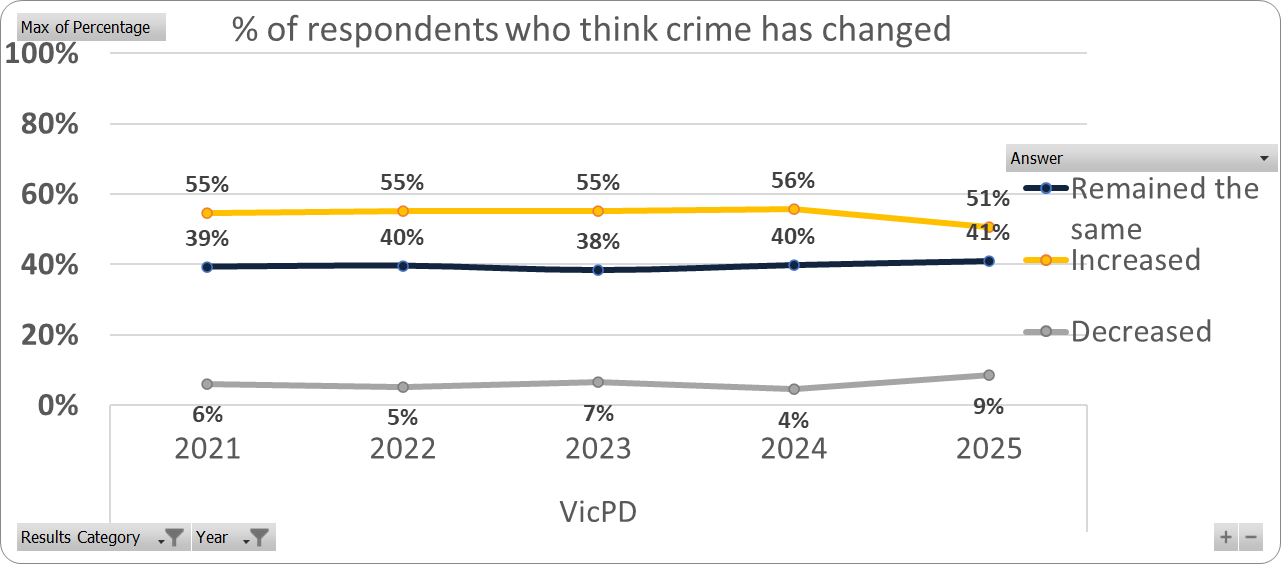 Max of Percentage
% of respondents who think crime has changed
100%
80%
60%
40%
20%
0%
55%
55%
55%
56%
51%
39%
40%
38%
40%
41%
6%
5%
7%
4%
9%
2021
2022
2023
2024
2025
VicPD
Answer
Remained the
same
Increased
Decreased
Results Category
Year
+
−